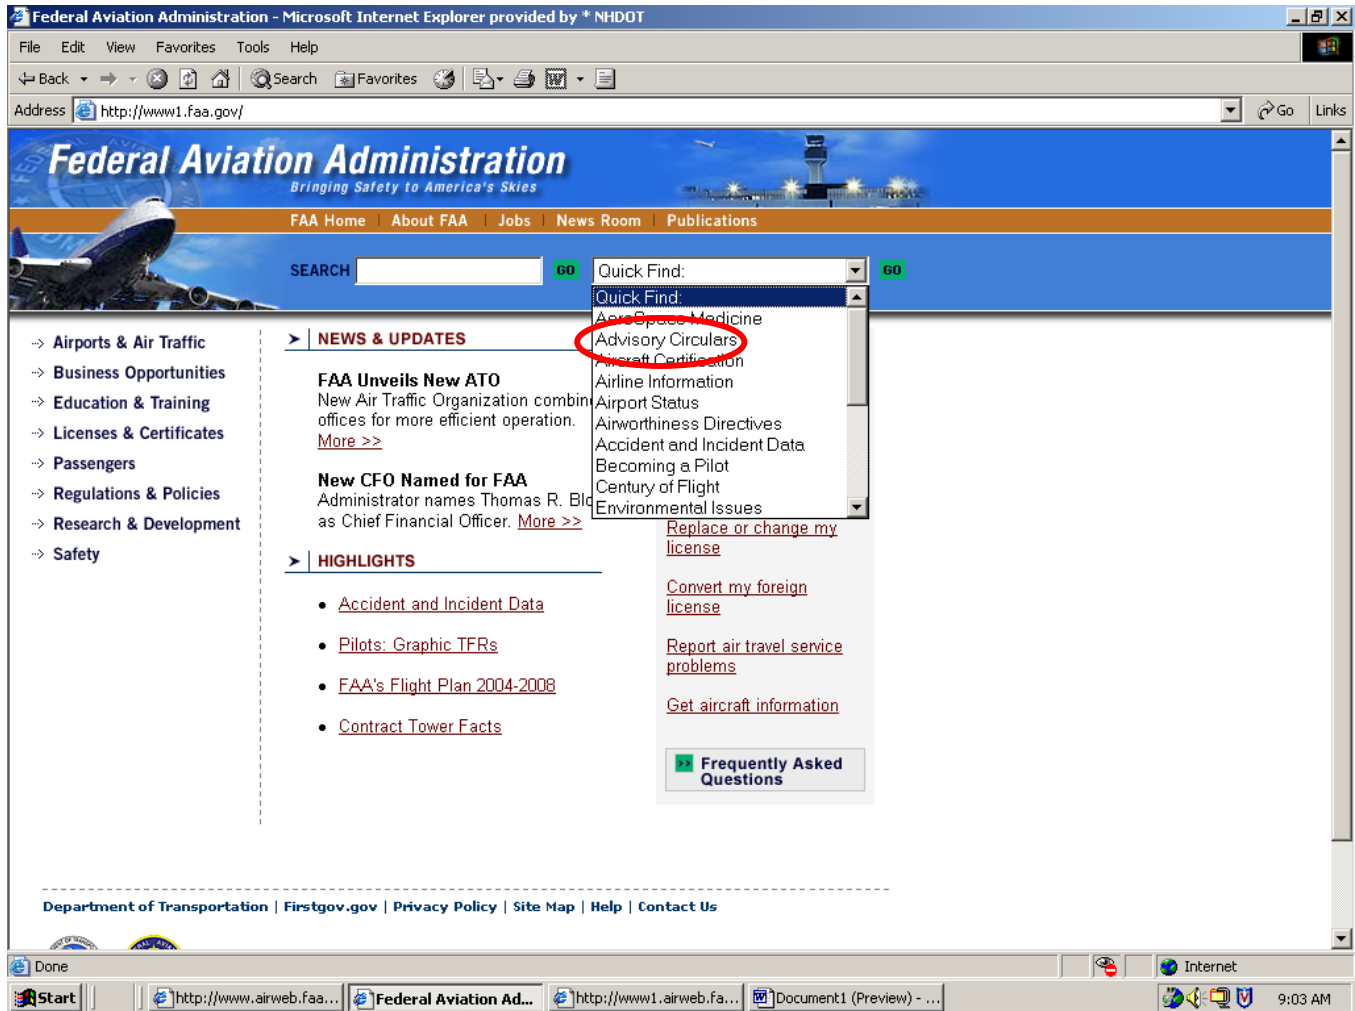 Federal Aviation Administration - Microsoft Internet Explorer provided by * NHDOT
File Edit View Favorites Tools Help
Back Search Favorites
Address http://www1.faa.gov/ Go Links
Federal Aviation Administration
Bringing Safety to America's Skies
FAA Home | About FAA | Jobs | News Room | Publications
SEARCH GO Quick Find: GO
Quick Find:
AeroSpace Medicine
Advisory Circulars
Aircraft Certification
Airline Information
Airport Status
Airworthiness Directives
Accident and Incident Data
Becoming a Pilot
Century of Flight
Environmental Issues
Airports & Air Traffic
Business Opportunities
Education & Training
Licenses & Certificates
Passengers
Regulations & Policies
Research & Development
Safety
NEWS & UPDATES
FAA Unveils New ATO
New Air Traffic Organization combin
offices for more efficient operation.
More >>
New CFO Named for FAA
Administrator names Thomas R. Blo
as Chief Financial Officer. More >>
HIGHLIGHTS
Accident and Incident Data
Pilots: Graphic TFRs
FAA's Flight Plan 2004-2008
Contract Tower Facts
Replace or change my
license
Convert my foreign
license
Report air travel service
problems
Get aircraft information
Frequently Asked
Questions
Department of Transportation | Firstgov.gov | Privacy Policy | Site Map | Help | Contact Us
Done Internet
Start http://www.airweb.faa... Federal Aviation Ad... http://www1.airweb.fa... Document1 (Preview) - ... 9:03 AM